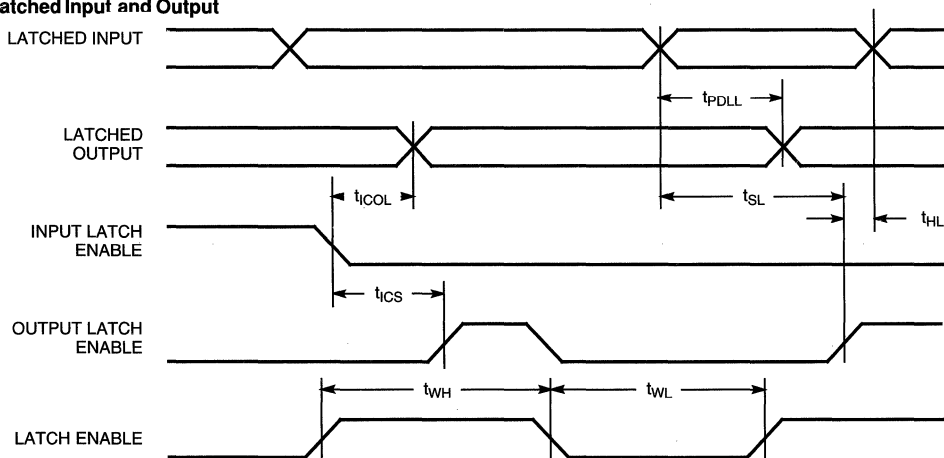 atched Input and Output
LATCHED INPUT
tPDLL
LATCHED
OUTPUT
tICOL
tSL
tHL
INPUT LATCH
ENABLE
tICS
OUTPUT LATCH
ENABLE
tWH
tWL
LATCH ENABLE